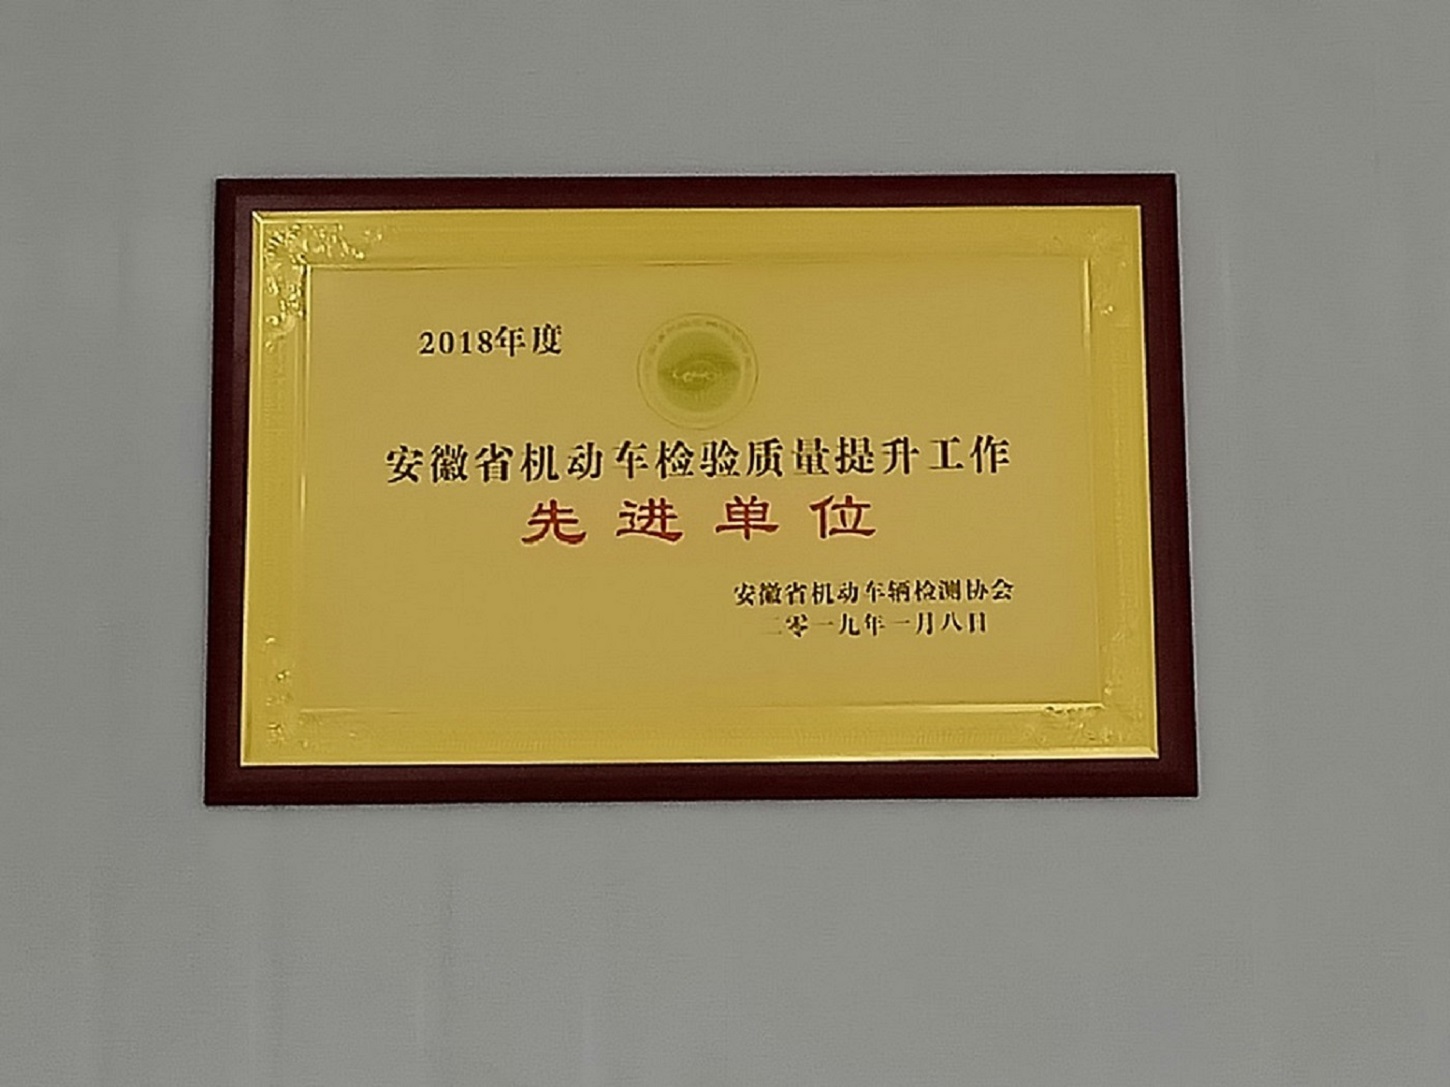 2018年度
安徽省机动车检验质量提升工作
先进单位
安徽省机动车辆检测协会
二零一九年一月八日